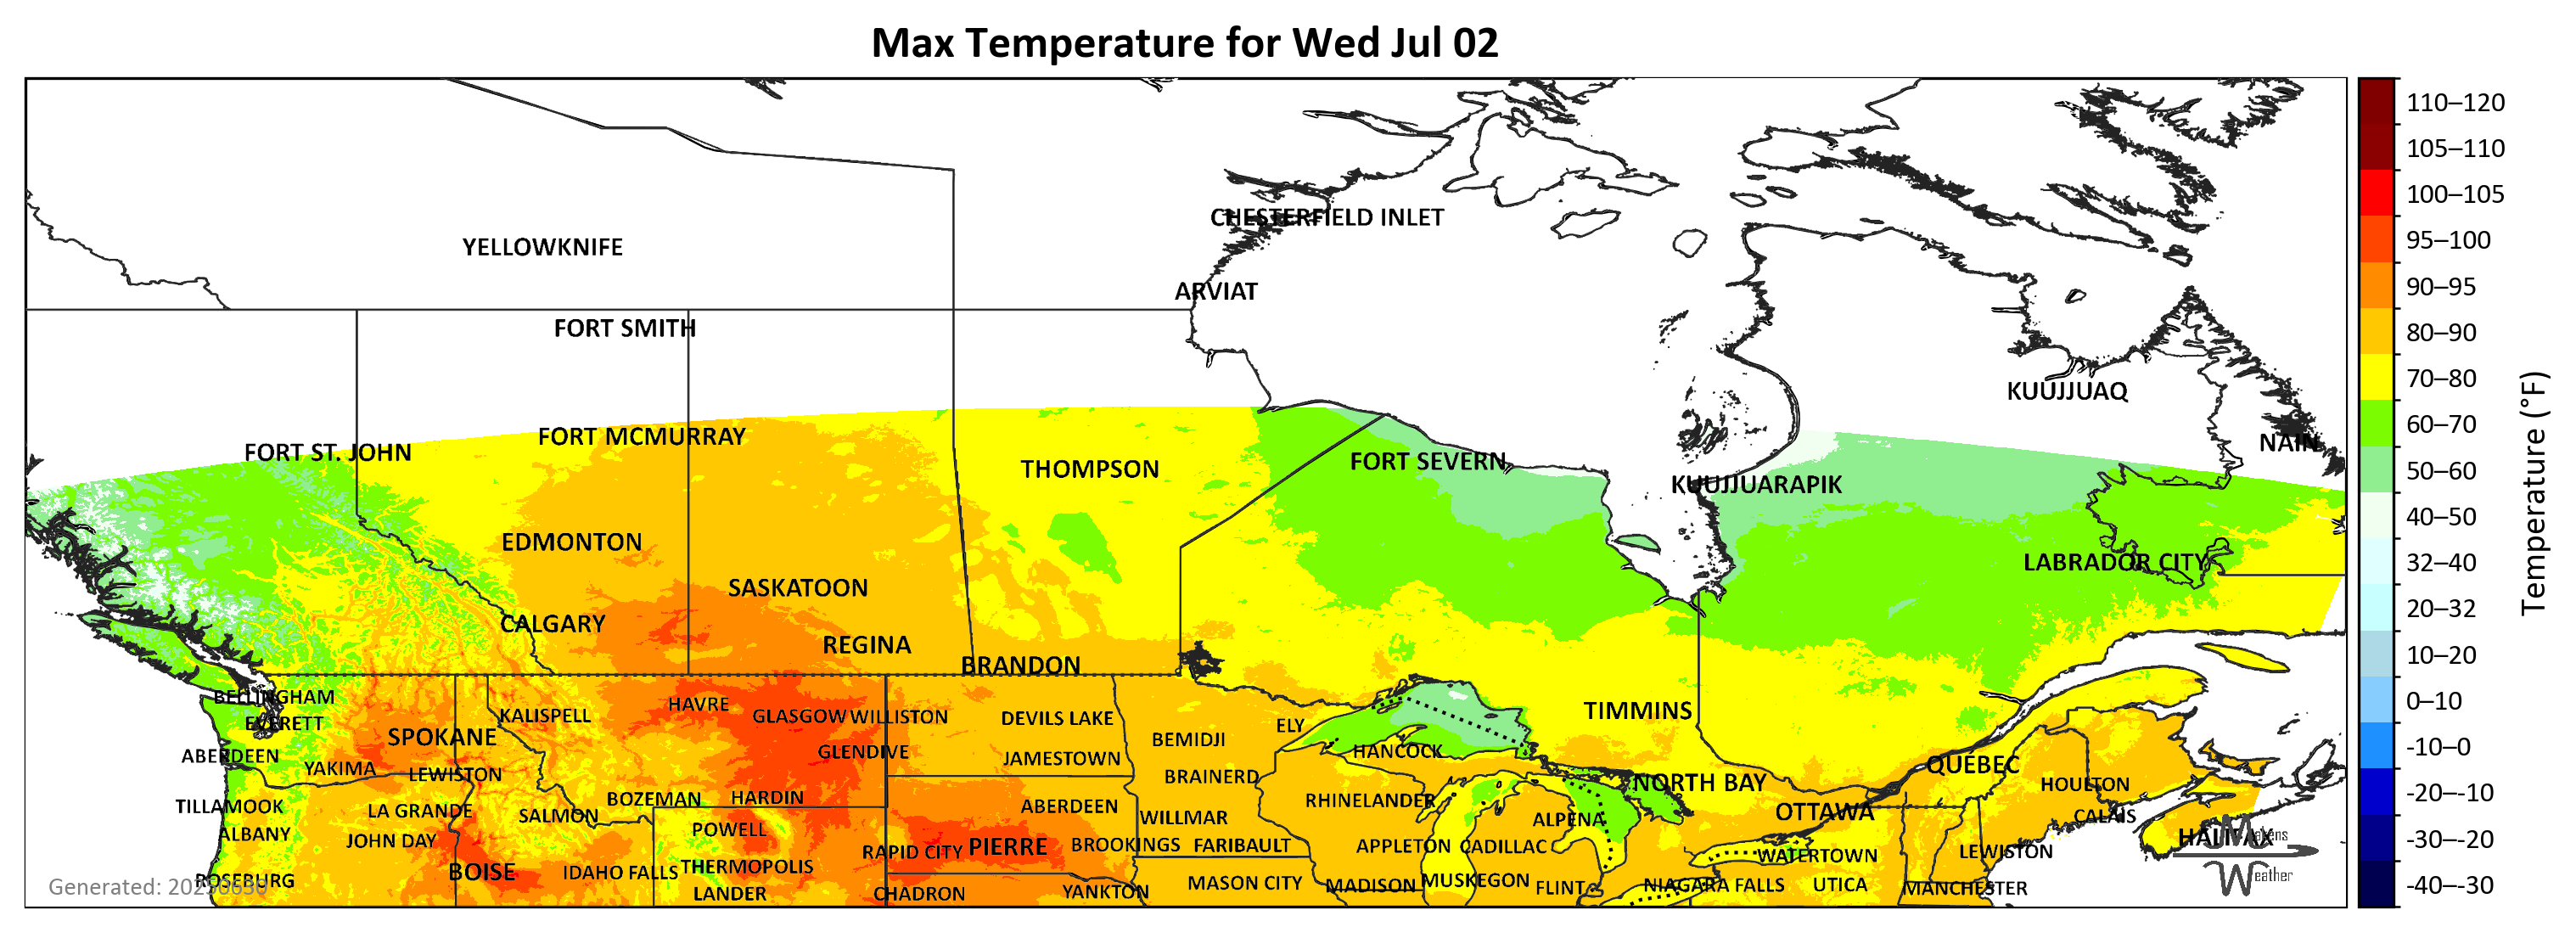 Max Temperature for Wed Jul 02
110–120
105–110
CHESTERFIELD INLET
100–105
YELLOWKNIFE
95–100
ARVIAT
90–95
FORT SMITH
80–90
KUUJJUAQ
70–80
FORT MCMURRAY
NAIN
60–70
FORT ST. JOHN
THOMPSON
FORT SEVERN
50–60
KUUJJUARAPIK
40–50
EDMONTON
LABRADOR CITY
32–40
SASKATOON
20–32
CALGARY
REGINA
10–20
BRANDON
BELLINGHAM
HAVRE
0–10
KALISPELL
GLASGOW
WILLISTON
DEVILS LAKE
TIMMINS
EVERETT
ELY
SPOKANE
BEMIDJI
-10–0
ABERDEEN
GLENDIVE
JAMESTOWN
HANCOCK
QUÉBEC
YAKIMA
LEWISTON
BRAINERD
NORTH BAY
HOULTON
-20–-10
BOZEMAN
HARDIN
RHINELANDER
TILLAMOOK
LA GRANDE
SALMON
ABERDEEN
WILLMAR
ALPENA
OTTAWA
CALAIS
ALBANY
JOHN DAY
POWELL
-30–-20
HALIFAX
Makens
Weather
RAPID CITY
PIERRE
BROOKINGS
FARIBAULT
APPLETON
CADILLAC
WATERTOWN
LEWISTON
BOISE
IDAHO FALLS
THERMOPOLIS
ROSEBURG
MASON CITY
MADISON
MUSKEGON
FLINT
NIAGARA FALLS
UTICA
MANCHESTER
-40–-30
LANDER
CHADRON
YANKTON
Generated: 20250630
Temperature (°F)